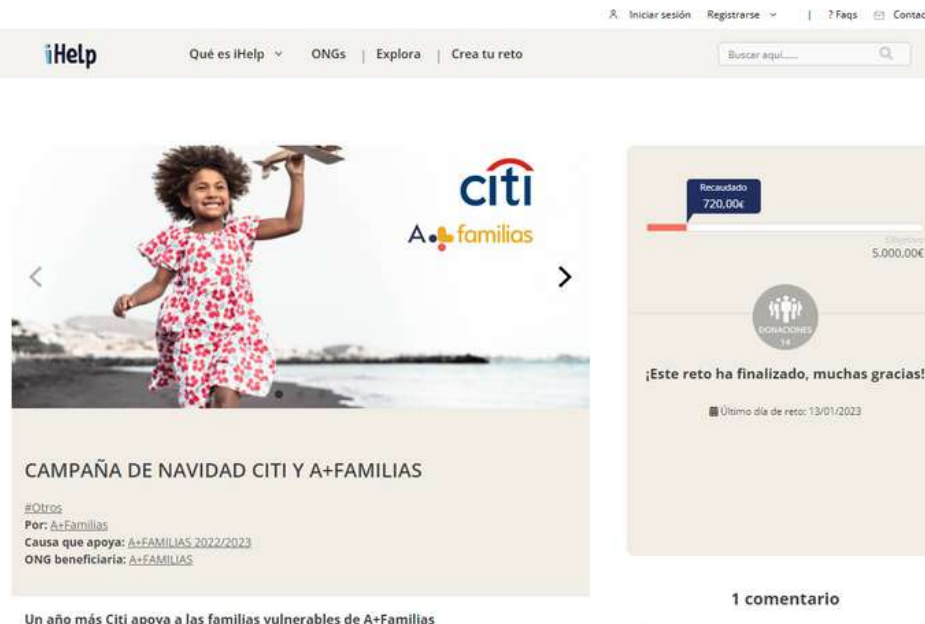 Iniciar sesión Registrarse | ? Faqs Contac
iHelp Qué es iHelp ONGs | Explora | Crea tu reto Buscar aquí......
citi
A+familias
Recaudado
720,00€
Objetivo
5.000,00€
DONACIONES
14
¡Este reto ha finalizado, muchas gracias!
Último día de reto: 13/01/2023
CAMPAÑA DE NAVIDAD CITI Y A+FAMILIAS
#Otros
Por: A+Familias
Causa que apoya: A+FAMILIAS 2022/2023
ONG beneficiaria: A+FAMILIAS
1 comentario
Un año más Citi apoya a las familias vulnerables de A+Familias